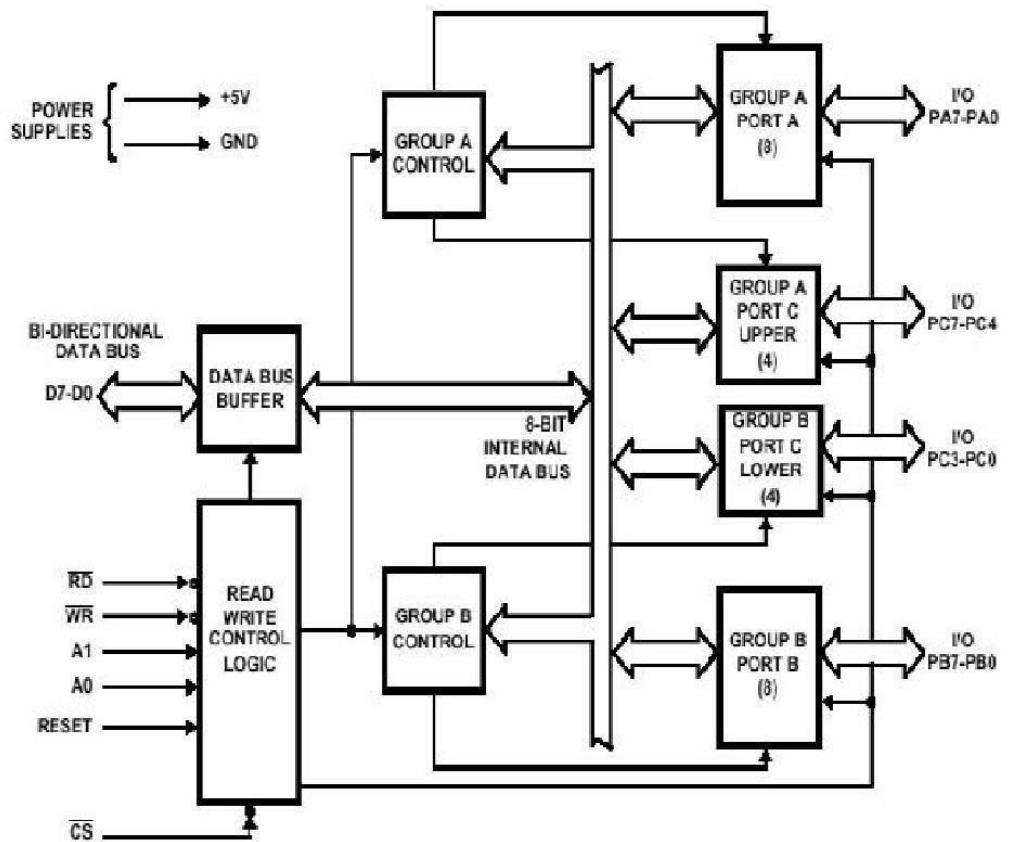 POWER
SUPPLIES
+5V
GND
GROUP A
CONTROL
GROUP A
PORT A
(8)
I/O
PA7-PA0
GROUP A
PORT C
UPPER
(4)
I/O
PC7-PC4
BI-DIRECTIONAL
DATA BUS
D7-D0
DATA BUS
BUFFER
8-BIT
INTERNAL
DATA BUS
GROUP B
PORT C
LOWER
(4)
I/O
PC3-PC0
RD
WR
A1
A0
RESET
CS
READ
WRITE
CONTROL
LOGIC
GROUP B
CONTROL
GROUP B
PORT B
(8)
I/O
PB7-PB0